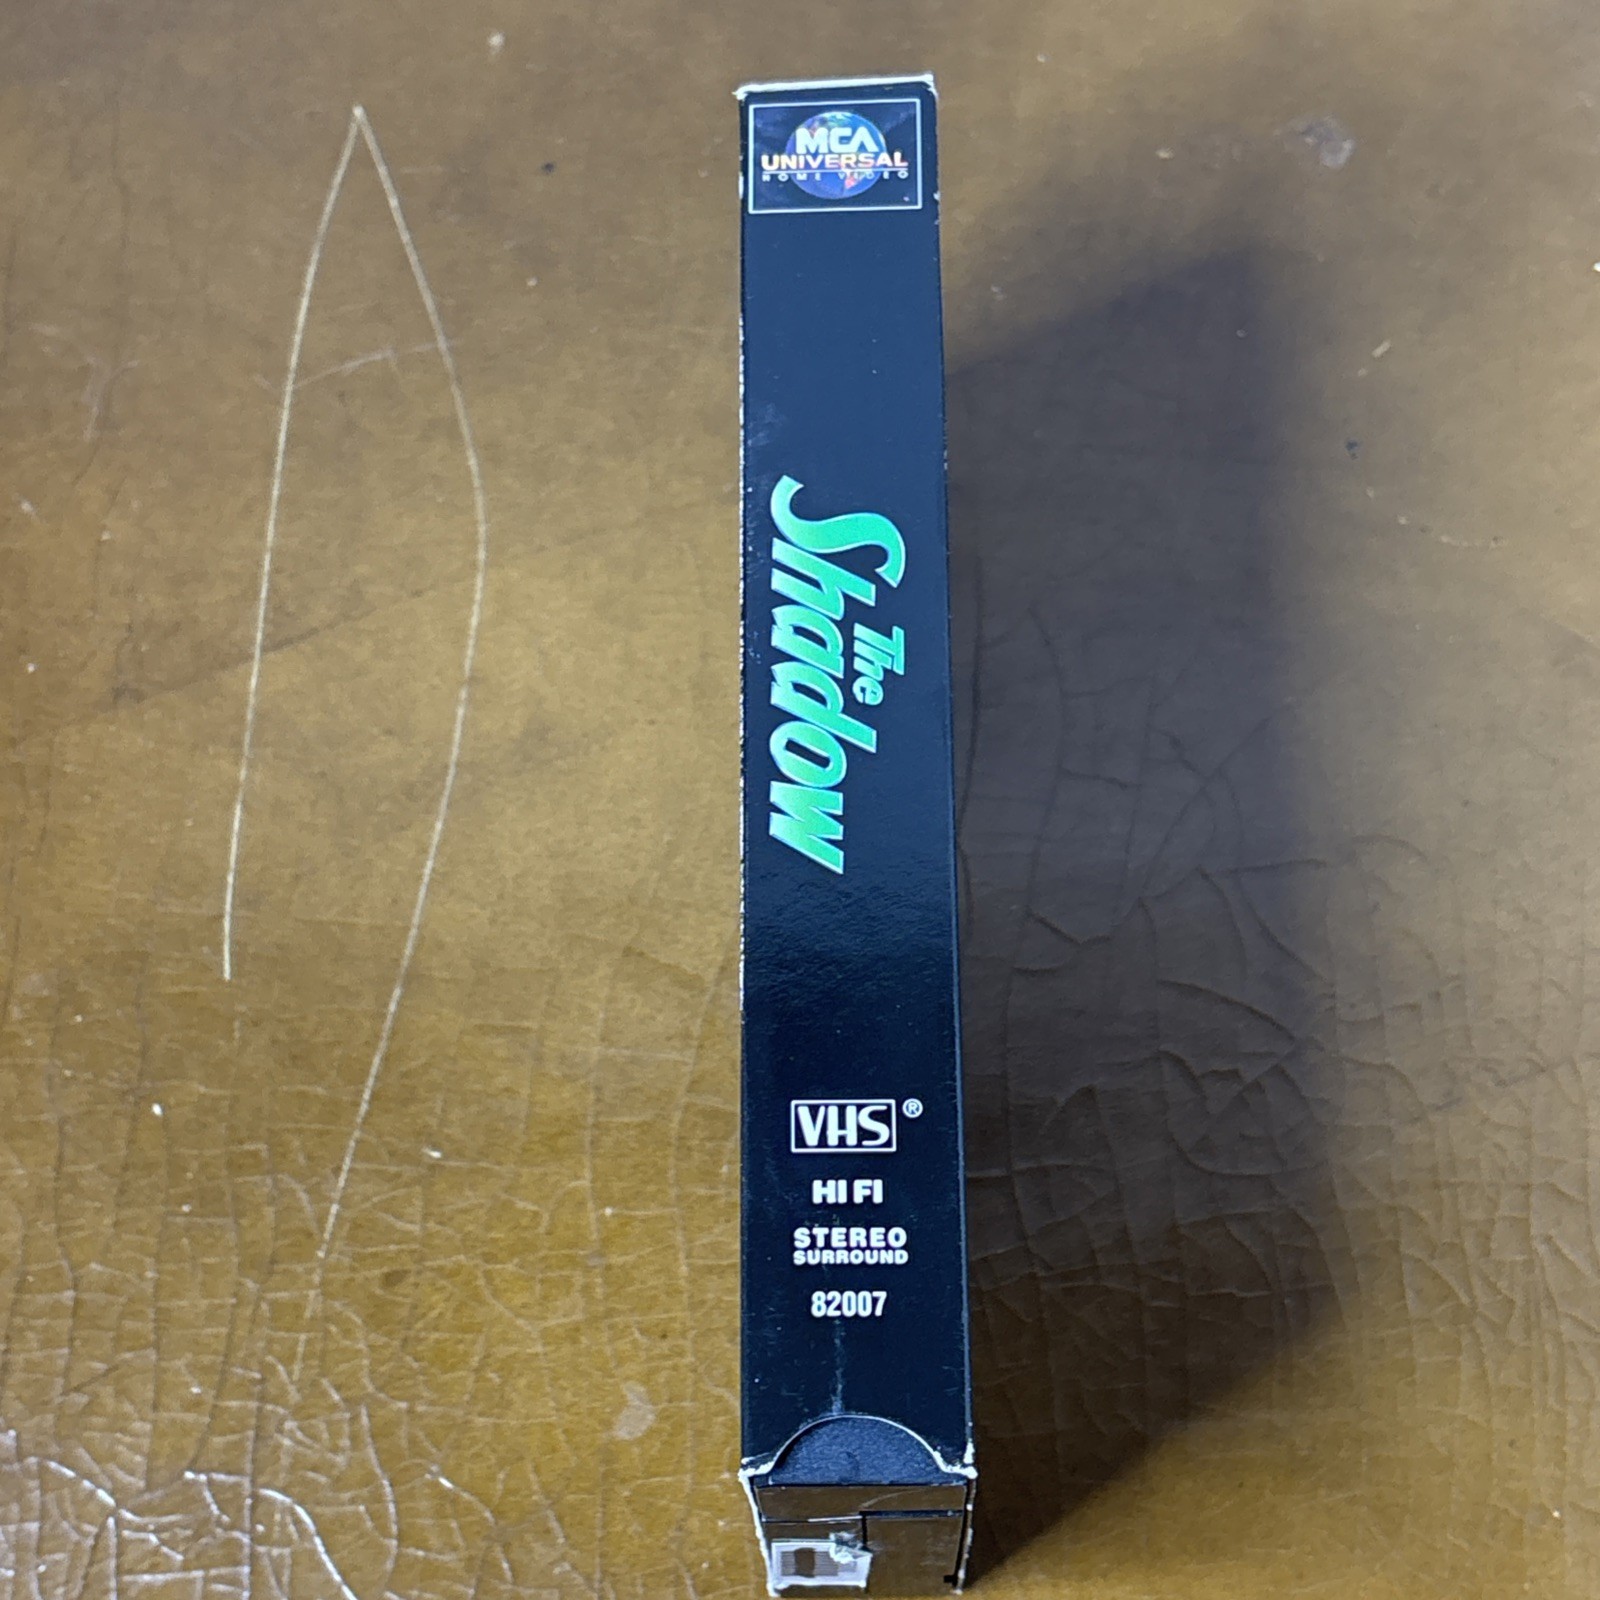 MCA
UNIVERSAL
HOME VIDEO
The
Shadow
VHS®
HI FI
STEREO
SURROUND
82007